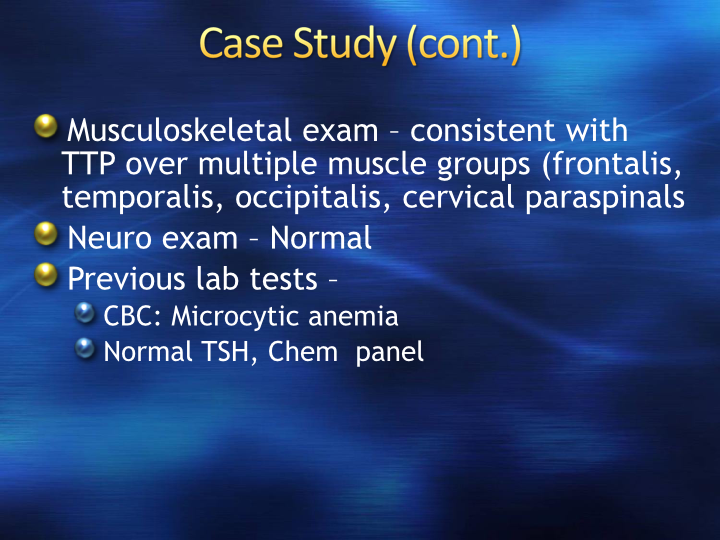 Case Study (cont.)
Musculoskeletal exam – consistent with
TTP over multiple muscle groups (frontalis,
temporalis, occipitalis, cervical paraspinals
Neuro exam – Normal
Previous lab tests –
CBC: Microcytic anemia
Normal TSH, Chem  panel